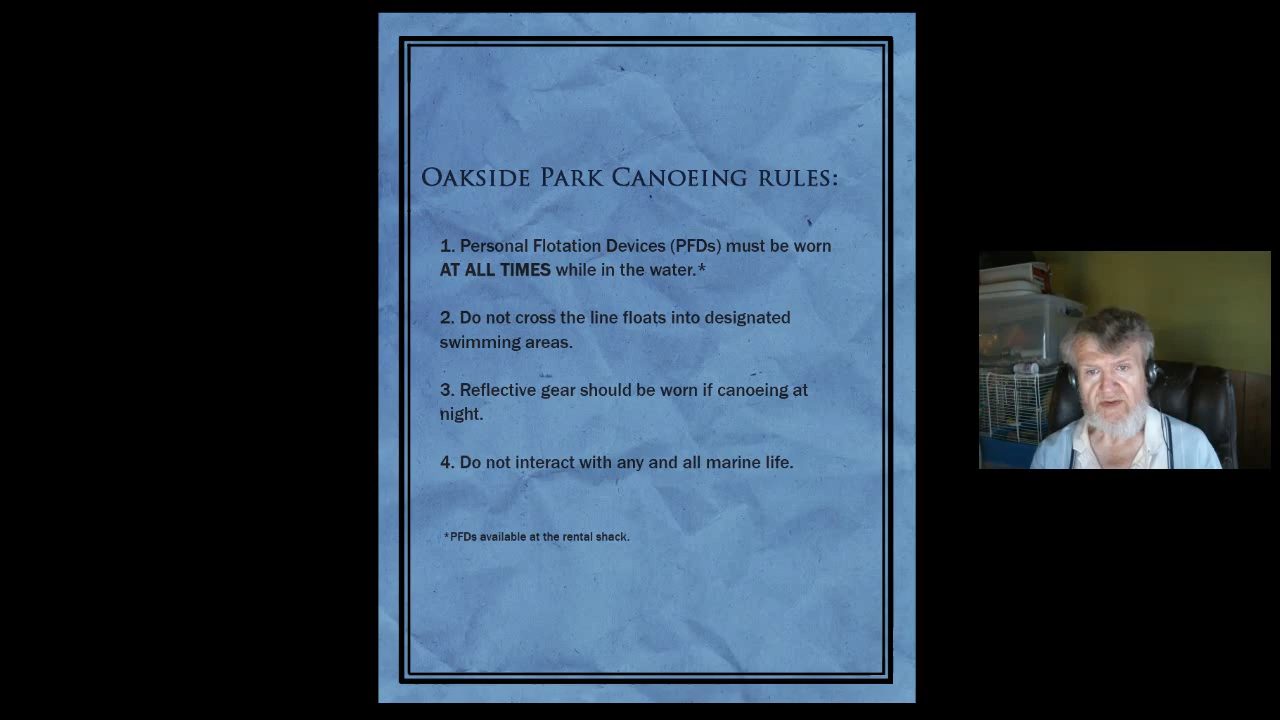 Oakside Park Canoeing rules:
1. Personal Flotation Devices (PFDs) must be worn
AT ALL TIMES while in the water.*
2. Do not cross the line floats into designated
swimming areas.
3. Reflective gear should be worn if canoeing at
night.
4. Do not interact with any and all marine life.
*PFDs available at the rental shack.